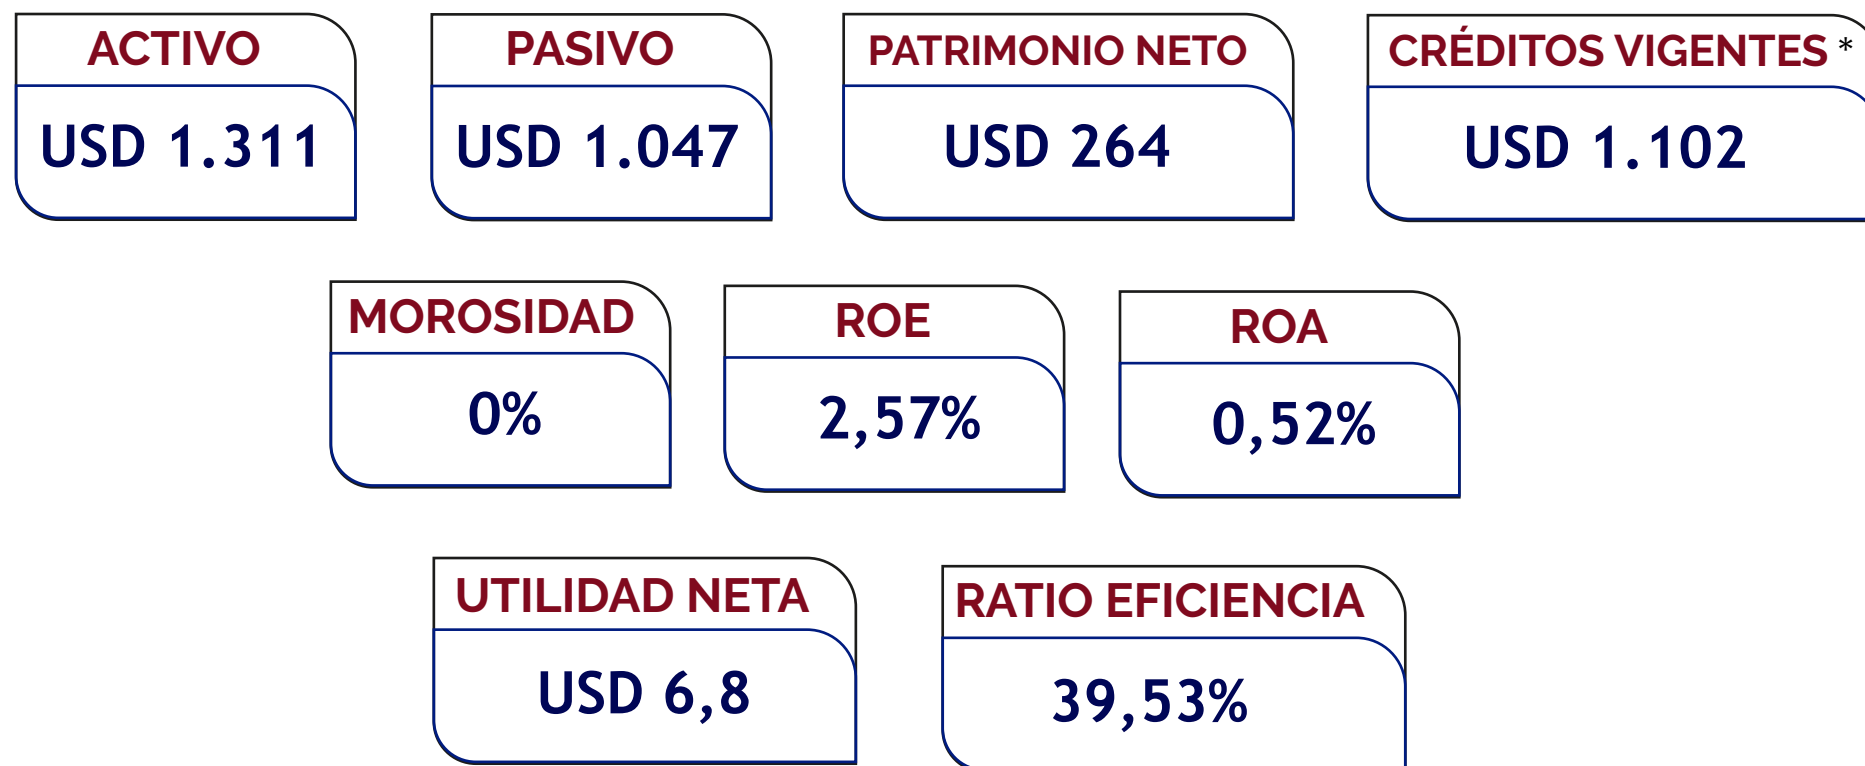 ACTIVO
USD 1.311
PASIVO
USD 1.047
PATRIMONIO NETO
USD 264
CRÉDITOS VIGENTES *
USD 1.102
MOROSIDAD
0%
ROE
2,57%
ROA
0,52%
UTILIDAD NETA
USD 6,8
RATIO EFICIENCIA
39,53%